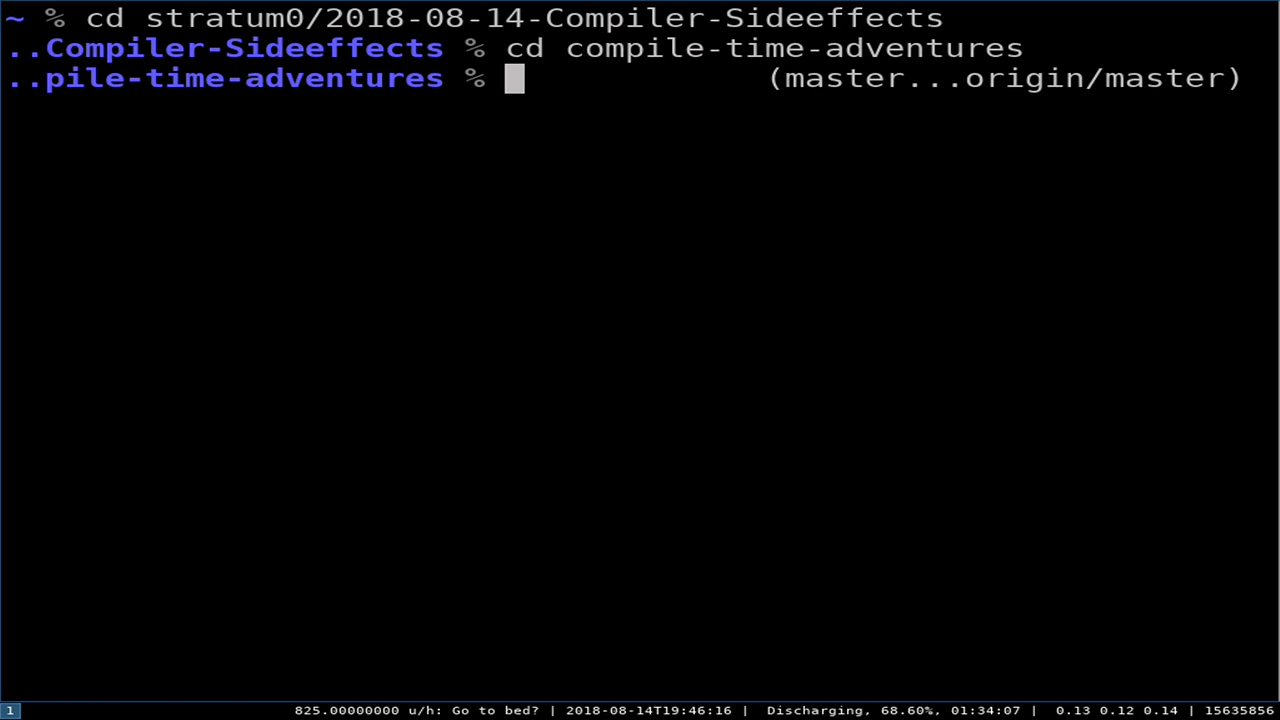 ~ % cd stratum0/2018-08-14-Compiler-Sideeffects
..Compiler-Sideeffects % cd compile-time-adventures
..pile-time-adventures % (master...origin/master)
1 825.00000000 u/h: Go to bed? | 2018-08-14T19:46:16 | Discharging, 68.60%, 01:34:07 | 0.13 0.12 0.14 | 15635856